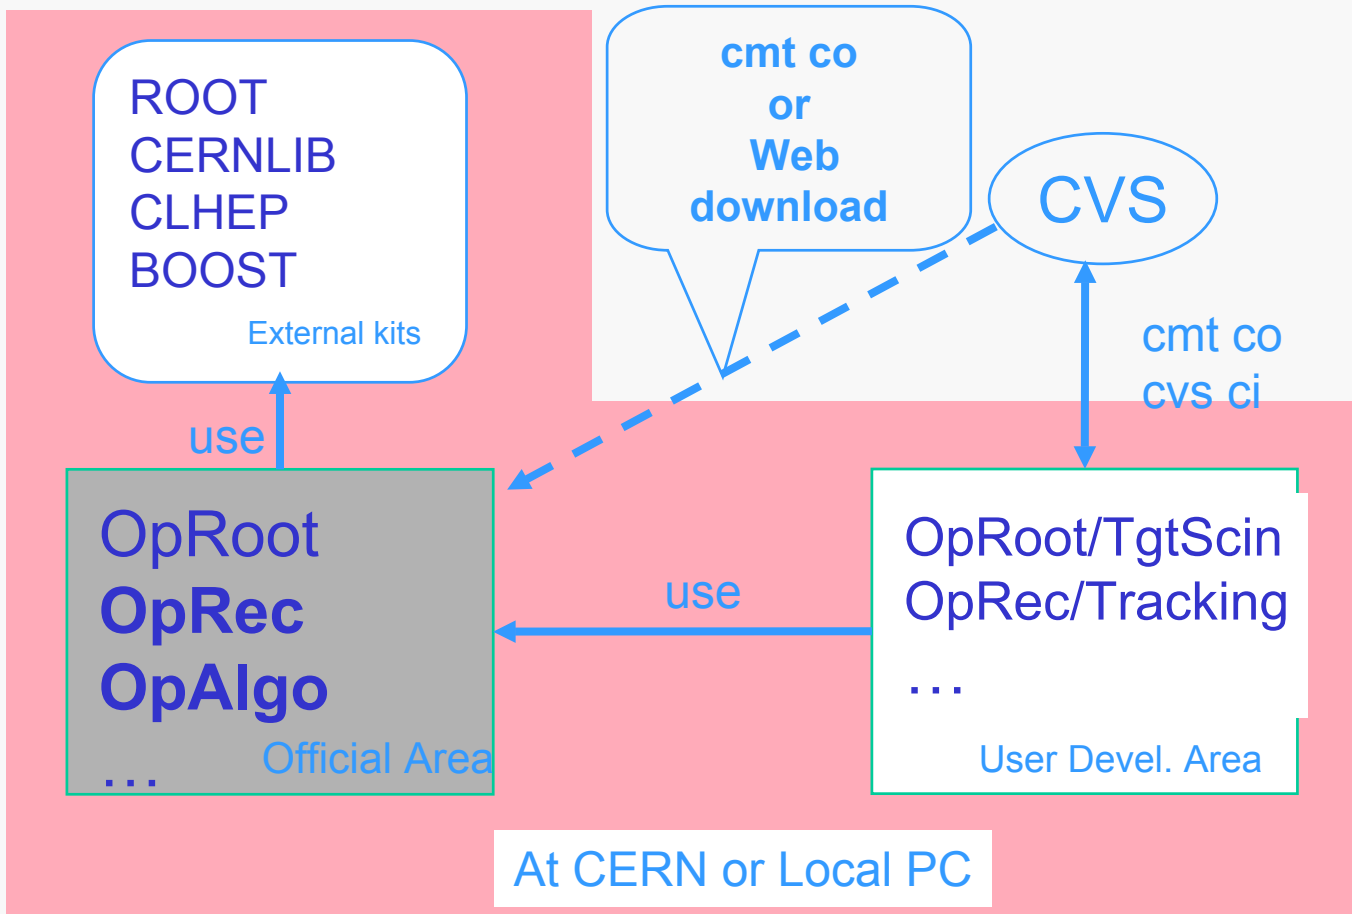 ROOT
CERNLIB
CLHEP
BOOST
External kits
cmt co
or
Web
download
CVS
cmt co
cvs ci
use
OpRoot
OpRec
OpAlgo
…
Official Area
use
OpRoot/TgtScin
OpRec/Tracking
…
User Devel. Area
At CERN or Local PC